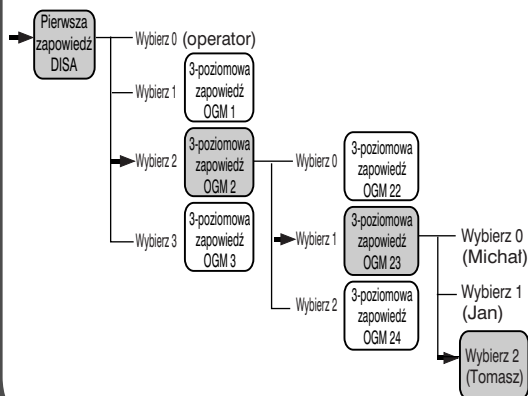 Pierwsza
zapowiedź
DISA
Wybierz 0 (operator)
Wybierz 1
3-poziomowa
zapowiedź
OGM 1
Wybierz 2
3-poziomowa
zapowiedź
OGM 2
Wybierz 3
3-poziomowa
zapowiedź
OGM 3
Wybierz 0
3-poziomowa
zapowiedź
OGM 22
Wybierz 1
3-poziomowa
zapowiedź
OGM 23
Wybierz 2
3-poziomowa
zapowiedź
OGM 24
Wybierz 0
(Michał)
Wybierz 1
(Jan)
Wybierz 2
(Tomasz)